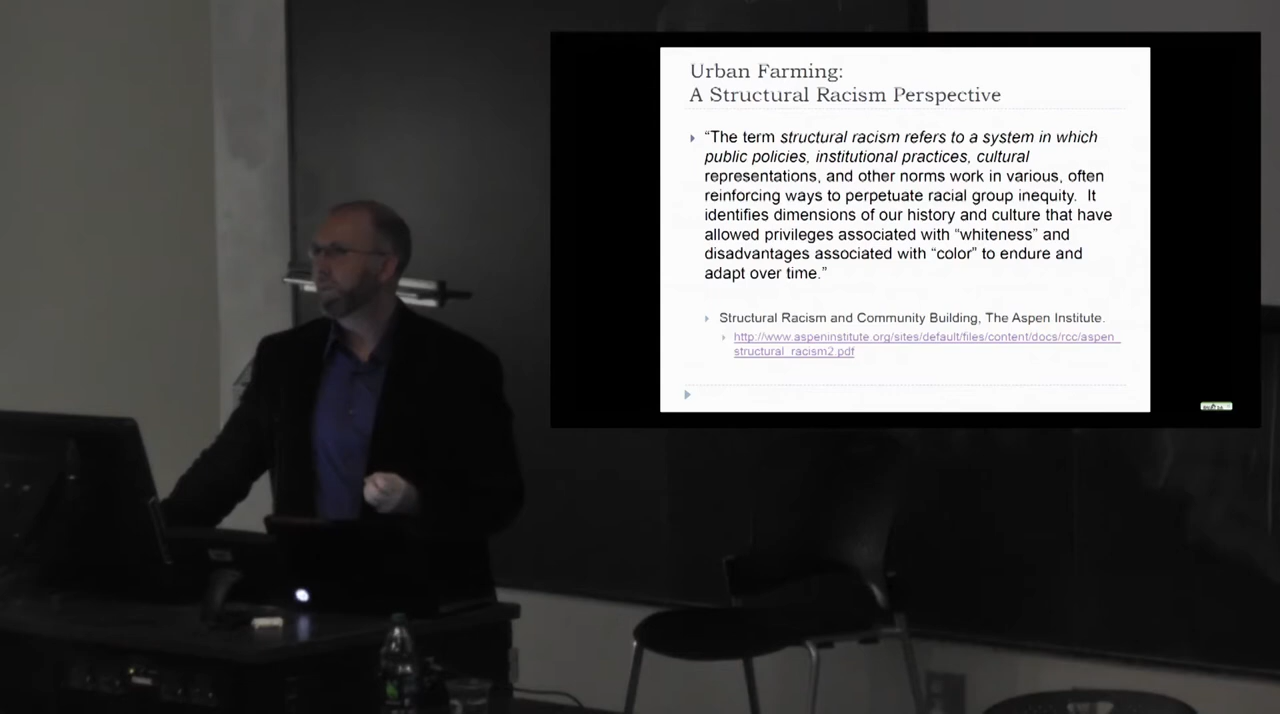 Urban Farming:
A Structural Racism Perspective
“The term structural racism refers to a system in which
public policies, institutional practices, cultural
representations, and other norms work in various, often
reinforcing ways to perpetuate racial group inequity.  It
identifies dimensions of our history and culture that have
allowed privileges associated with “whiteness” and
disadvantages associated with “color” to endure and
adapt over time.”
Structural Racism and Community Building, The Aspen Institute.
http://www.aspeninstitute.org/sites/default/files/content/docs/rcc/aspen_
structural_racism2.pdf